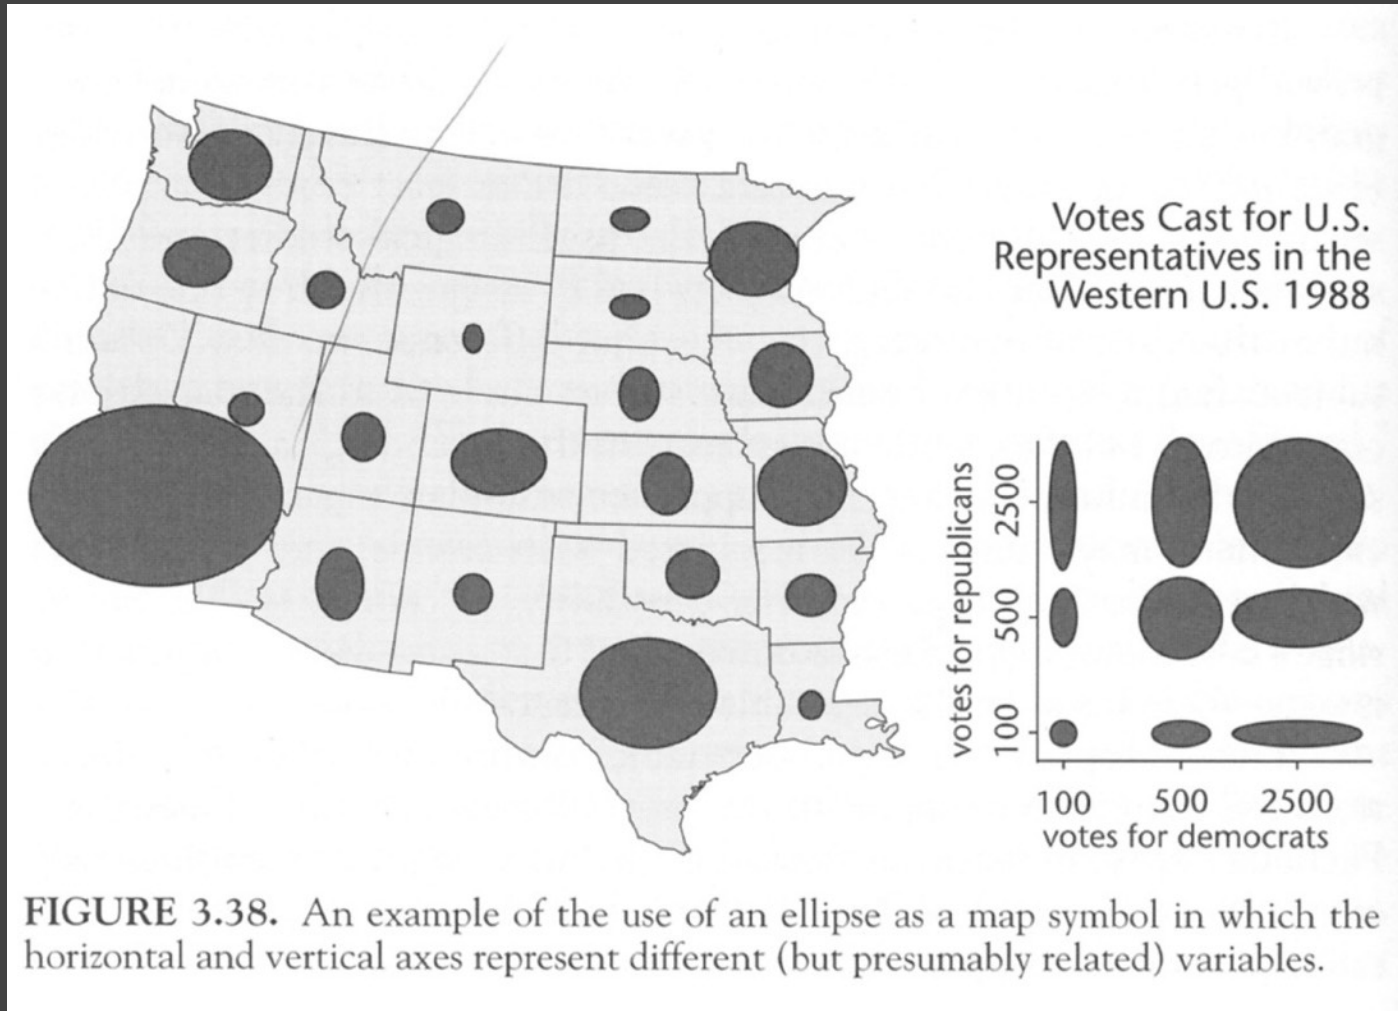 Votes Cast for U.S.
Representatives in the
Western U.S. 1988
votes for republicans
2500
500
100
100 500 2500
votes for democrats
FIGURE 3.38. An example of the use of an ellipse as a map symbol in which the
horizontal and vertical axes represent different (but presumably related) variables.